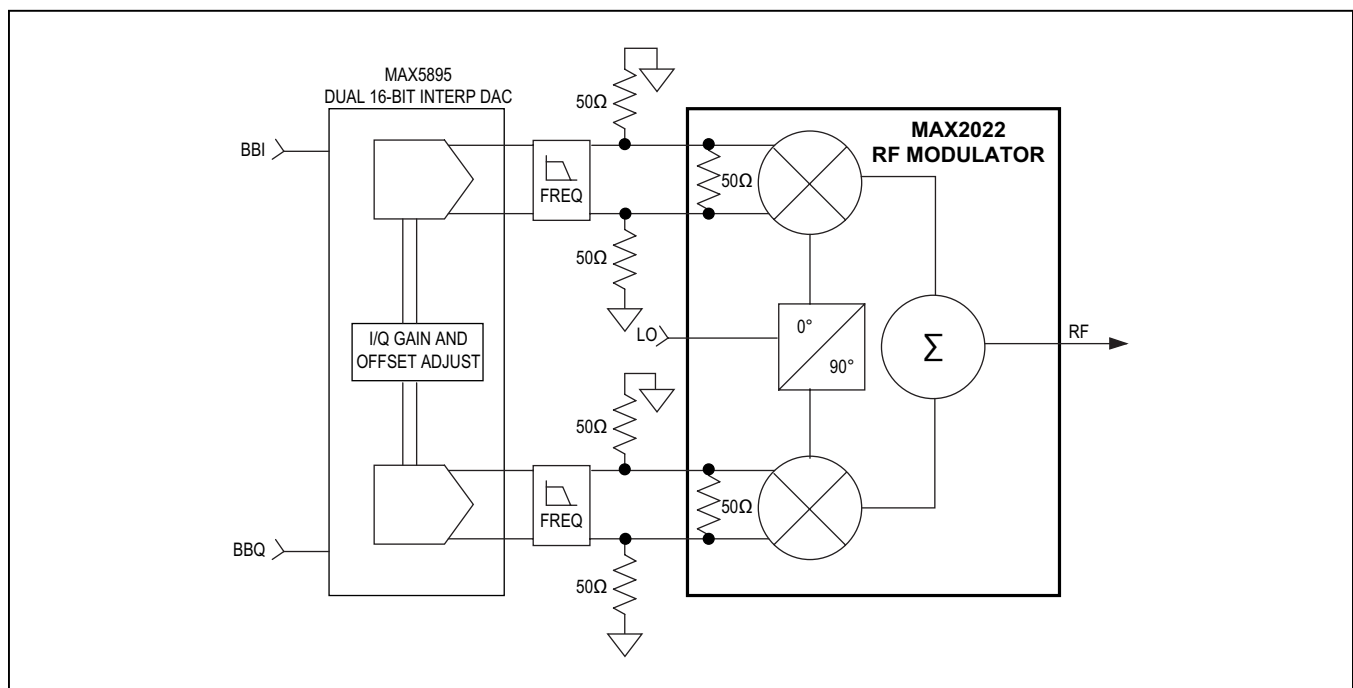 MAX5895
DUAL 16-BIT INTERP DAC
BBI
50Ω
FREQ
50Ω
50Ω
MAX2022
RF MODULATOR
I/Q GAIN AND
OFFSET ADJUST
LO
0°
90°
Σ
RF
50Ω
FREQ
50Ω
50Ω
BBQ